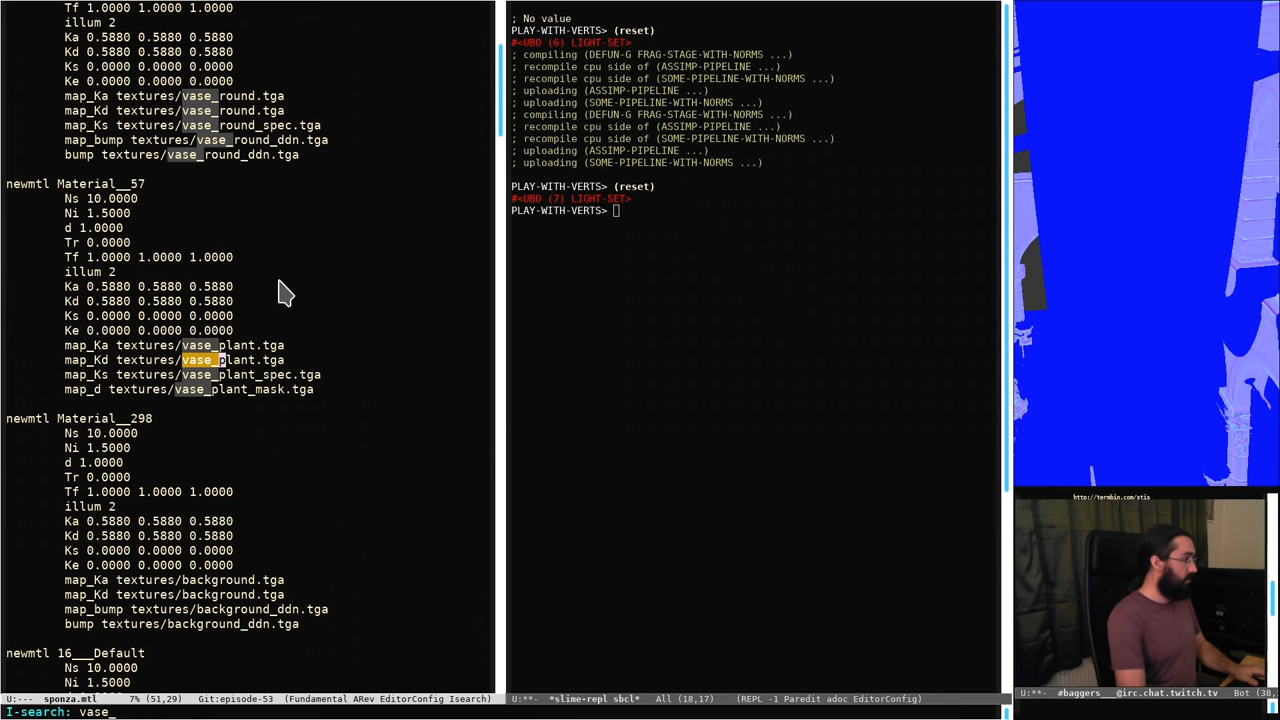 Tf 1.0000 1.0000 1.0000
illum 2
Ka 0.5880 0.5880 0.5880
Kd 0.5880 0.5880 0.5880
Ks 0.0000 0.0000 0.0000
Ke 0.0000 0.0000 0.0000
map_Ka textures/vase_round.tga
map_Kd textures/vase_round.tga
map_Ks textures/vase_round_spec.tga
map_bump textures/vase_round_ddn.tga
bump textures/vase_round_ddn.tga
newmtl Material__57
Ns 10.0000
Ni 1.5000
d 1.0000
Tr 0.0000
Tf 1.0000 1.0000 1.0000
illum 2
Ka 0.5880 0.5880 0.5880
Kd 0.5880 0.5880 0.5880
Ks 0.0000 0.0000 0.0000
Ke 0.0000 0.0000 0.0000
map_Ka textures/vase_plant.tga
map_Kd textures/vase_plant.tga
map_Ks textures/vase_plant_spec.tga
map_d textures/vase_plant_mask.tga
newmtl Material__298
Ns 10.0000
Ni 1.5000
d 1.0000
Tr 0.0000
Tf 1.0000 1.0000 1.0000
illum 2
Ka 0.5880 0.5880 0.5880
Kd 0.5880 0.5880 0.5880
Ks 0.0000 0.0000 0.0000
Ke 0.0000 0.0000 0.0000
map_Ka textures/background.tga
map_Kd textures/background.tga
map_bump textures/background_ddn.tga
bump textures/background_ddn.tga
newmtl 16___Default
Ns 10.0000
Ni 1.5000
U:--- sponza.mtl 7% (51,29) Git:episode-53 (Fundamental ARev EditorConfig Isearch)
I-search: vase_
; No value
PLAY-WITH-VERTS> (reset)
#<UBO (6) LIGHT-SET>
; compiling (DEFUN-G FRAG-STAGE-WITH-NORMS ...)
; recompile cpu side of (ASSIMP-PIPELINE ...)
; recompile cpu side of (SOME-PIPELINE-WITH-NORMS ...)
; uploading (ASSIMP-PIPELINE ...)
; uploading (SOME-PIPELINE-WITH-NORMS ...)
; compiling (DEFUN-G FRAG-STAGE-WITH-NORMS ...)
; recompile cpu side of (ASSIMP-PIPELINE ...)
; recompile cpu side of (SOME-PIPELINE-WITH-NORMS ...)
; uploading (ASSIMP-PIPELINE ...)
; uploading (SOME-PIPELINE-WITH-NORMS ...)
PLAY-WITH-VERTS> (reset)
#<UBO (7) LIGHT-SET>
PLAY-WITH-VERTS>
U:**- *slime-repl sbcl* All (18,17) (REPL -1 Paredit adoc EditorConfig)
http://termbin.com/stis
U:**- #baggers__ @irc.chat.twitch.tv Bot (38,